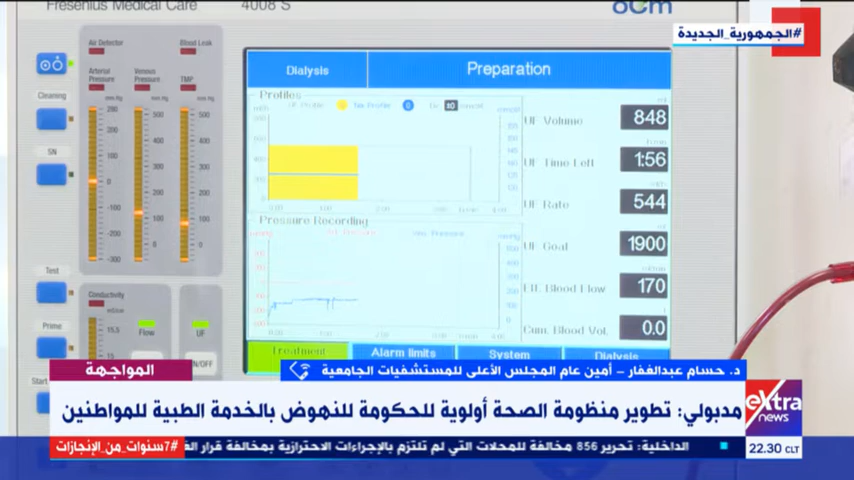 Fresenius Medical Care 4008 S
#الجمهورية_الجديدة
Air Detector
Blood Leak
Arterial Pressure
Venous Pressure
TMP
Cleaning
SN
Test
Prime
Conductivity
Flow
UF
Dialysis
Preparation
Profiles
UF Volume
848
UF Time Left
1:56
UF Rate
544
UF Goal
1900
Eff. Blood Flow
170
Cum. Blood Vol.
0.0
Pressure Recording
Treatment
Alarm limits
System
Dialysis
المواجهة
د. حسام عبدالغفار – أمين عام المجلس الأعلى للمستشفيات الجامعية
مدبولي: تطوير منظومة الصحة أولوية للحكومة للنهوض بالخدمة الطبية للمواطنين
eXtra news
#7سنوات_من_الإنجازات
الداخلية: تحرير 856 مخالفة للمحلات التي لم تلتزم بالإجراءات الاحترازية بمخالفة قرار
22.30 CLT